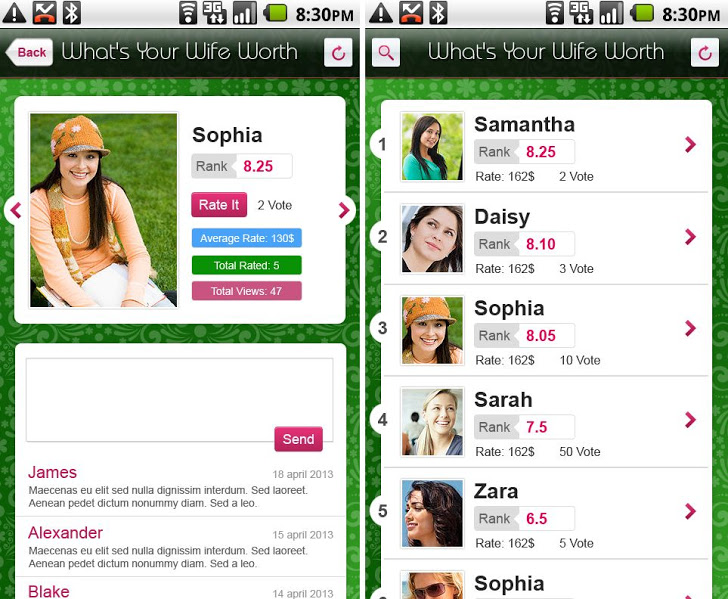 3G
8:30PM
Back
What's Your Wife Worth
Sophia
Rank 8.25
Rate It 2 Vote
Average Rate: 130$
Total Rated: 5
Total Views: 47
Send
James 18 april 2013
Maecenas eu elit sed nulla dignissim interdum. Sed laoreet.
Aenean pedet dictum nonummy diam. Sed a leo.
Alexander 15 april 2013
Maecenas eu elit sed nulla dignissim interdum. Sed laoreet.
Aenean pedet dictum nonummy diam. Sed a leo.
Blake 14 april 2013
3G
8:30PM
What's Your Wife Worth
1
Samantha
Rank 8.25
Rate: 162$ 2 Vote
2
Daisy
Rank 8.10
Rate: 162$ 3 Vote
3
Sophia
Rank 8.05
Rate: 162$ 10 Vote
4
Sarah
Rank 7.5
Rate: 162$ 50 Vote
5
Zara
Rank 6.5
Rate: 162$ 5 Vote
Sophia